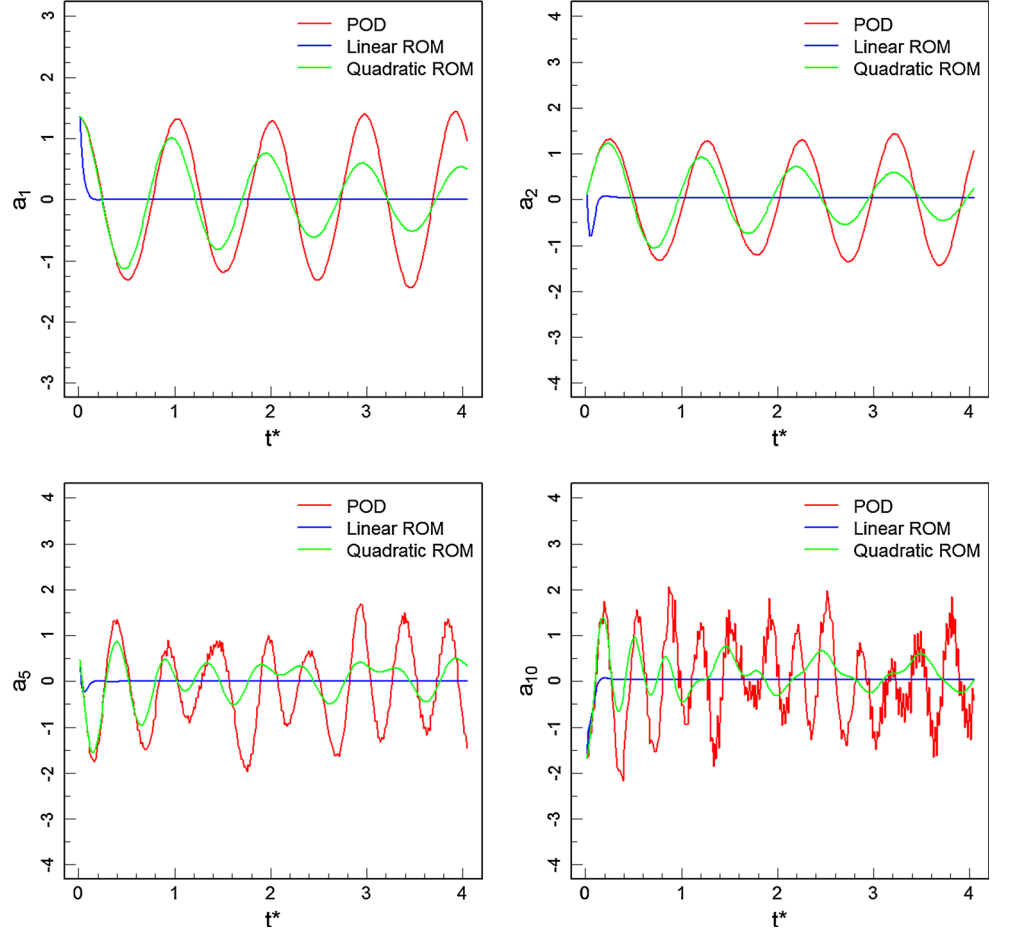 POD
Linear ROM
Quadratic ROM
a1
3
2
1
0
-1
-2
-3
0 1 2 3 4
t*
POD
Linear ROM
Quadratic ROM
a2
4
3
2
1
0
-1
-2
-3
-4
0 1 2 3 4
t*
POD
Linear ROM
Quadratic ROM
a5
4
3
2
1
0
-1
-2
-3
-4
0 1 2 3 4
t*
POD
Linear ROM
Quadratic ROM
a10
4
3
2
1
0
-1
-2
-3
-4
0 1 2 3 4
t*